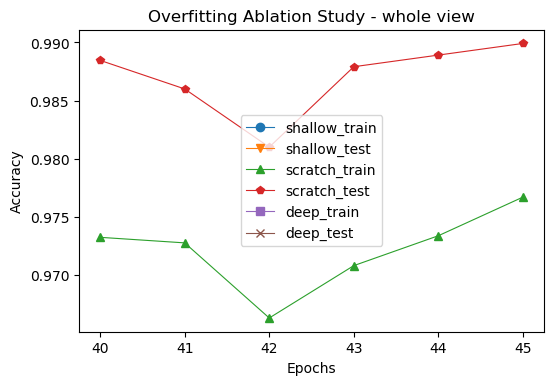 Overfitting Ablation Study - whole view
0.990
0.985
0.980
0.975
0.970
Accuracy
shallow_train
shallow_test
scratch_train
scratch_test
deep_train
deep_test
40 41 42 43 44 45
Epochs